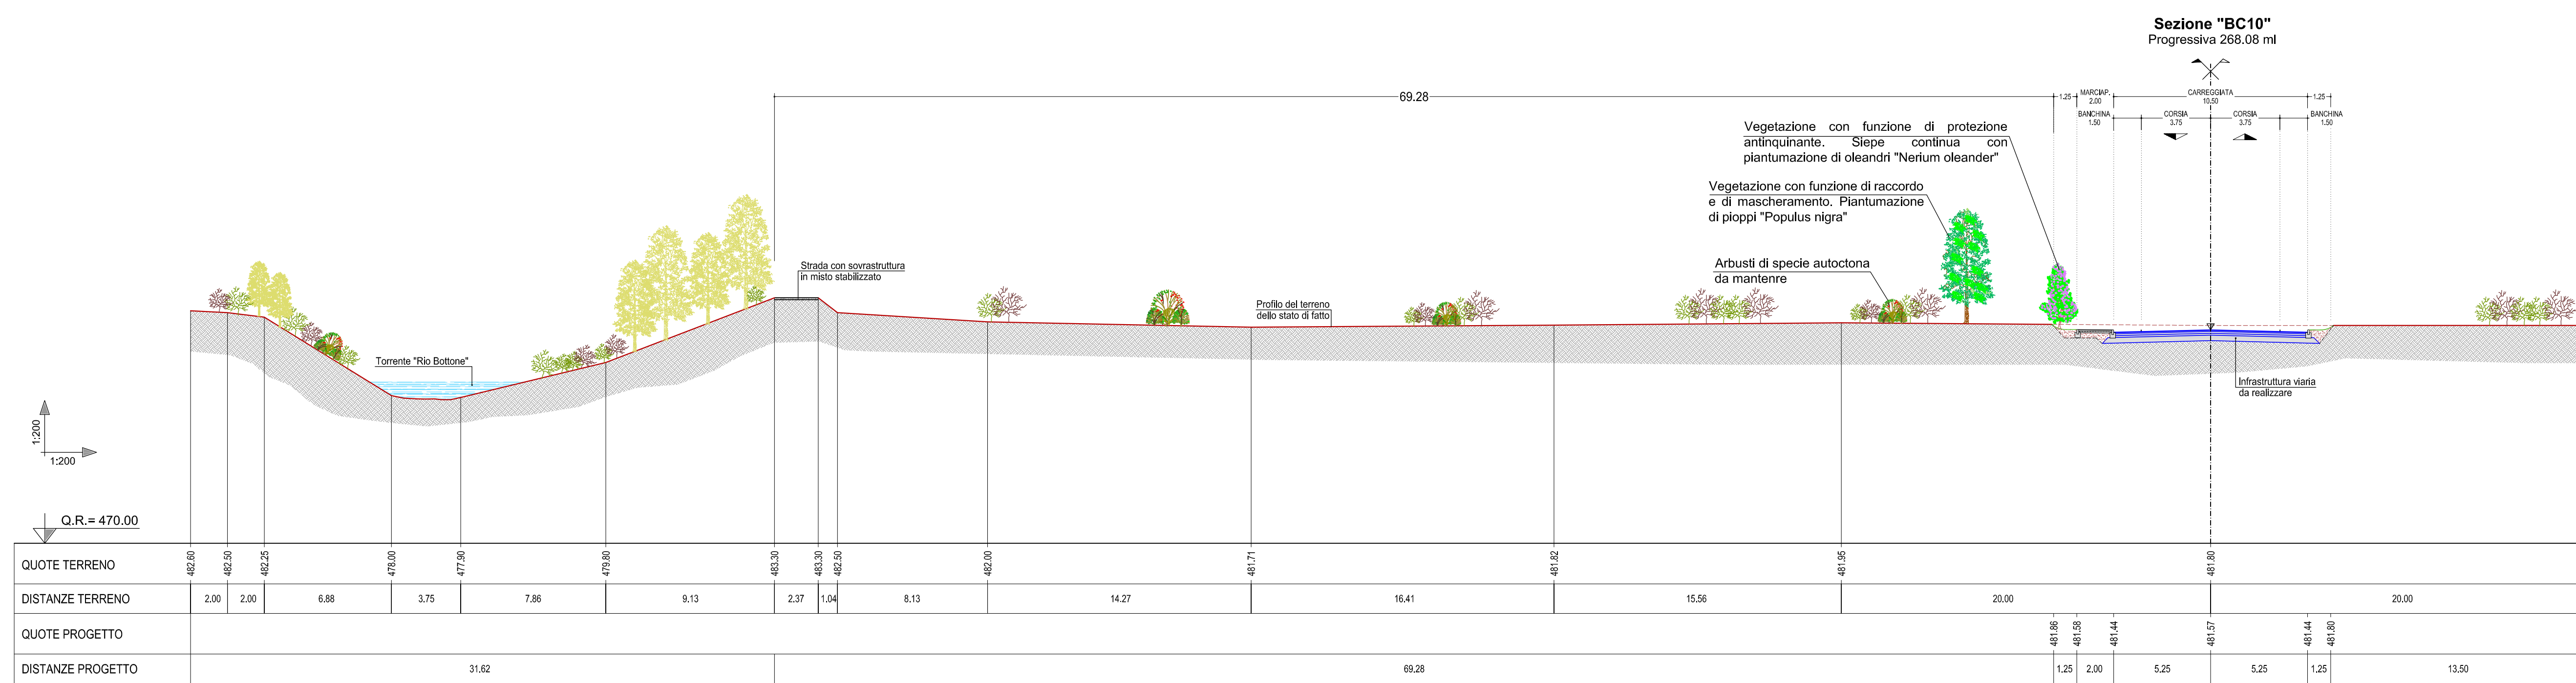 Sezione "BC10"
Progressiva 268.08 ml
69.28
1.25
MARCIAP.
2.00
CARREGGIATA
10.50
1.25
BANCHINA
1.50
CORSIA
3.75
CORSIA
3.75
BANCHINA
1.50
Vegetazione con funzione di protezione
antinquinante. Siepe continua con
piantumazione di oleandri "Nerium oleander"
Vegetazione con funzione di raccordo
e di mascheramento. Piantumazione
di pioppi "Populus nigra"
Arbusti di specie autoctona
da mantenre
Strada con sovrastruttura
in misto stabilizzato
Profilo del terreno
dello stato di fatto
Torrente "Rio Bottone"
Infrastruttura viaria
da realizzare
1:200
1:200
Q.R.= 470.00
QUOTE TERRENO 482.60 482.50 482.25 478.00 477.90 479.80 483.30 483.30 482.50 482.00 481.71 481.82 481.95 481.80
DISTANZE TERRENO 2.00 2.00 6.88 3.75 7.86 9.13 2.37 1.04 8.13 14.27 16.41 15.56 20.00 20.00
QUOTE PROGETTO 481.86 481.58 481.44 481.57 481.44 481.80
DISTANZE PROGETTO 31.62 69.28 1.25 2.00 5.25 5.25 1.25 13.50